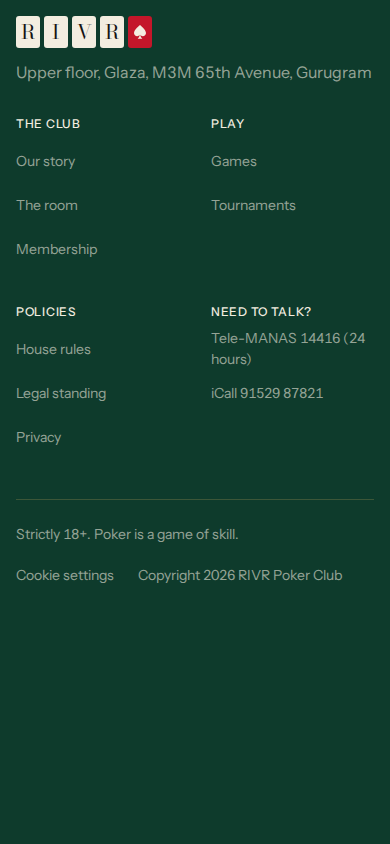 RIVR
Upper floor, Glaza, M3M 65th Avenue, Gurugram
THE CLUB
Our story
The room
Membership
PLAY
Games
Tournaments
POLICIES
House rules
Legal standing
Privacy
NEED TO TALK?
Tele-MANAS 14416 (24
hours)
iCall 91529 87821
Strictly 18+. Poker is a game of skill.
Cookie settings
Copyright 2026 RIVR Poker Club